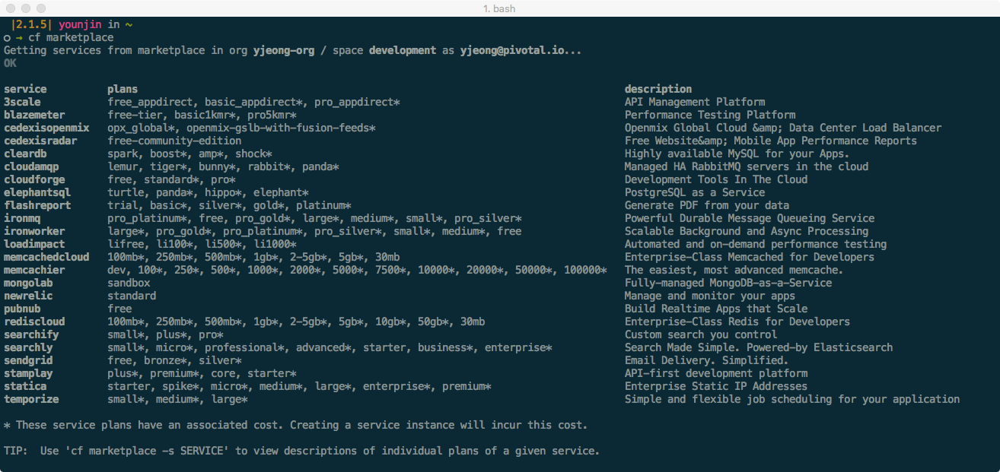 1. bash
|2.1.5| younjin in ~
○ → cf marketplace
Getting services from marketplace in org yjeong-org / space development as yjeong@pivotal.io...
OK
service plans description
3scale free_appdirect, basic_appdirect*, pro_appdirect* API Management Platform
blazemeter free-tier, basic1kmr*, pro5kmr* Performance Testing Platform
cedexisopenmix opx_global*, openmix-gslb-with-fusion-feeds* Openmix Global Cloud &amp; Data Center Load Balancer
cedexisradar free-community-edition Free Website&amp; Mobile App Performance Reports
cleardb spark, boost*, amp*, shock* Highly available MySQL for your Apps.
cloudamqp lemur, tiger*, bunny*, rabbit*, panda* Managed HA RabbitMQ servers in the cloud
cloudforge free, standard*, pro* Development Tools In The Cloud
elephantsql turtle, panda*, hippo*, elephant* PostgreSQL as a Service
flashreport trial, basic*, silver*, gold*, platinum* Generate PDF from your data
ironmq pro_platinum*, free, pro_gold*, large*, medium*, small*, pro_silver* Powerful Durable Message Queueing Service
ironworker large*, pro_gold*, pro_platinum*, pro_silver*, small*, medium*, free Scalable Background and Async Processing
loadimpact lifree, li100*, li500*, li1000* Automated and on-demand performance testing
memcachedcloud 100mb*, 250mb*, 500mb*, 1gb*, 2-5gb*, 5gb*, 30mb Enterprise-Class Memcached for Developers
memcachier dev, 100*, 250*, 500*, 1000*, 2000*, 5000*, 7500*, 10000*, 20000*, 50000*, 100000* The easiest, most advanced memcache.
mongolab sandbox Fully-managed MongoDB-as-a-Service
newrelic standard Manage and monitor your apps
pubnub free Build Realtime Apps that Scale
rediscloud 100mb*, 250mb*, 500mb*, 1gb*, 2-5gb*, 5gb*, 10gb*, 50gb*, 30mb Enterprise-Class Redis for Developers
searchify small*, plus*, pro* Custom search you control
searchly small*, micro*, professional*, advanced*, starter, business*, enterprise* Search Made Simple. Powered-by Elasticsearch
sendgrid free, bronze*, silver* Email Delivery. Simplified.
stamplay plus*, premium*, core, starter* API-first development platform
statica starter, spike*, micro*, medium*, large*, enterprise*, premium* Enterprise Static IP Addresses
temporize small*, medium*, large* Simple and flexible job scheduling for your application
* These service plans have an associated cost. Creating a service instance will incur this cost.
TIP:  Use 'cf marketplace -s SERVICE' to view descriptions of individual plans of a given service.